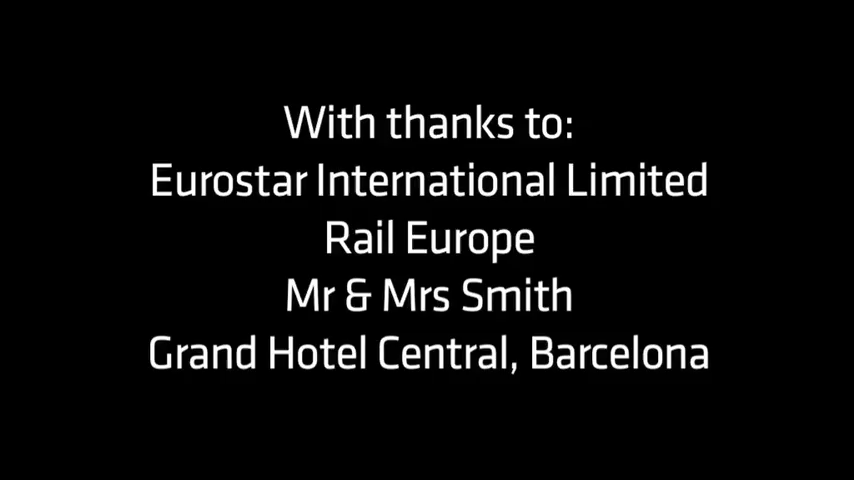 With thanks to:
Eurostar International Limited
Rail Europe
Mr & Mrs Smith
Grand Hotel Central, Barcelona